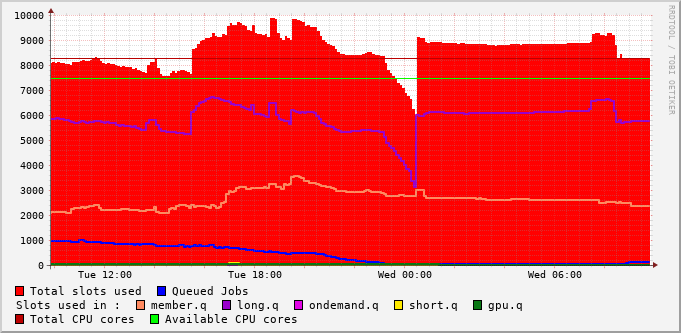 10000
9000
8000
7000
6000
5000
4000
3000
2000
1000
0
Tue 12:00 Tue 18:00 Wed 00:00 Wed 06:00
RRDTOOL / TOBI OETIKER
Total slots used Queued Jobs
Slots used in : member.q long.q ondemand.q short.q gpu.q
Total CPU cores Available CPU cores